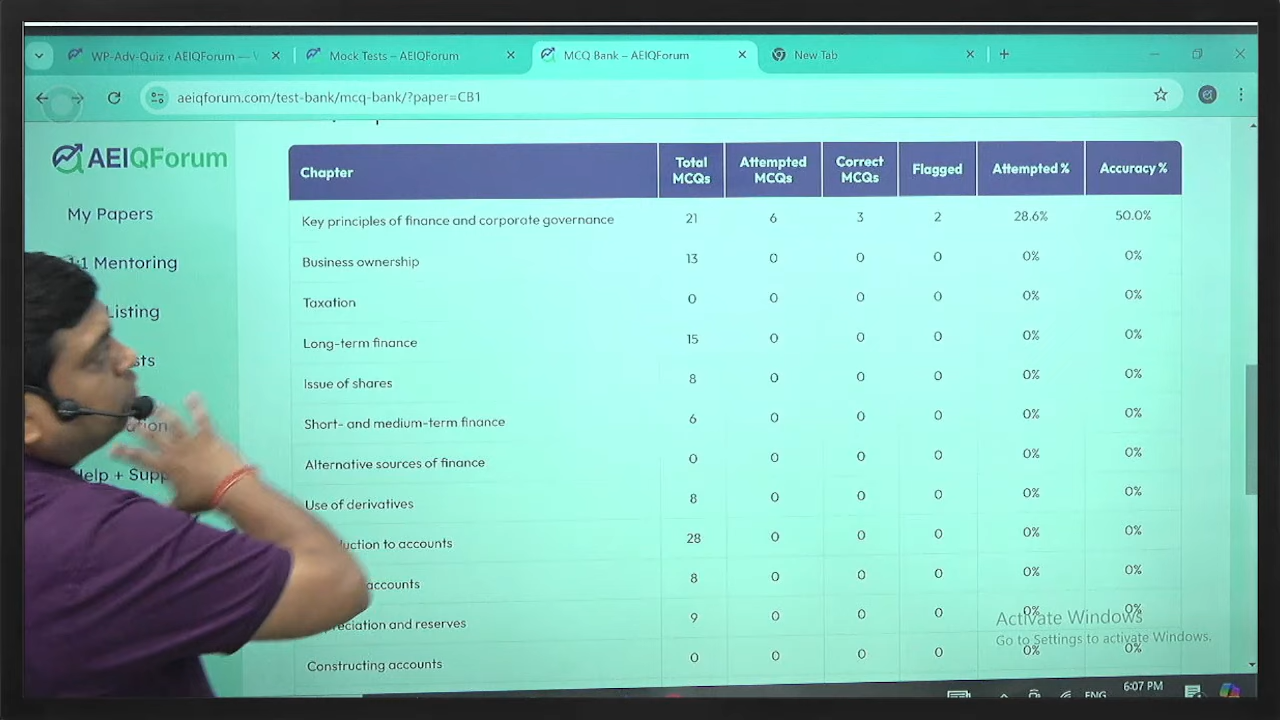 WP-Adv-Quiz ‹ AEIQForum —
Mock Tests – AEIQForum
MCQ Bank – AEIQForum
New Tab
aeiqforum.com/test-bank/mcq-bank/?paper=CB1
AEIQForum
My Papers
1:1 Mentoring
Listing
Help +
Chapter Total MCQs Attempted MCQs Correct MCQs Flagged Attempted % Accuracy %
Key principles of finance and corporate governance 21 6 3 2 28.6% 50.0%
Business ownership 13 0 0 0 0% 0%
Taxation 0 0 0 0 0% 0%
Long-term finance 15 0 0 0 0% 0%
Issue of shares 8 0 0 0 0% 0%
Short- and medium-term finance 6 0 0 0 0% 0%
Alternative sources of finance 0 0 0 0 0% 0%
Use of derivatives 8 0 0 0 0% 0%
uction to accounts 28 0 0 0 0% 0%
accounts 8 0 0 0 0% 0%
eciation and reserves 9 0 0 0 0% 0%
Constructing accounts 0 0 0 0 0% 0%
Activate Windows
Go to Settings to activate Windows.
ENG
6:07 PM